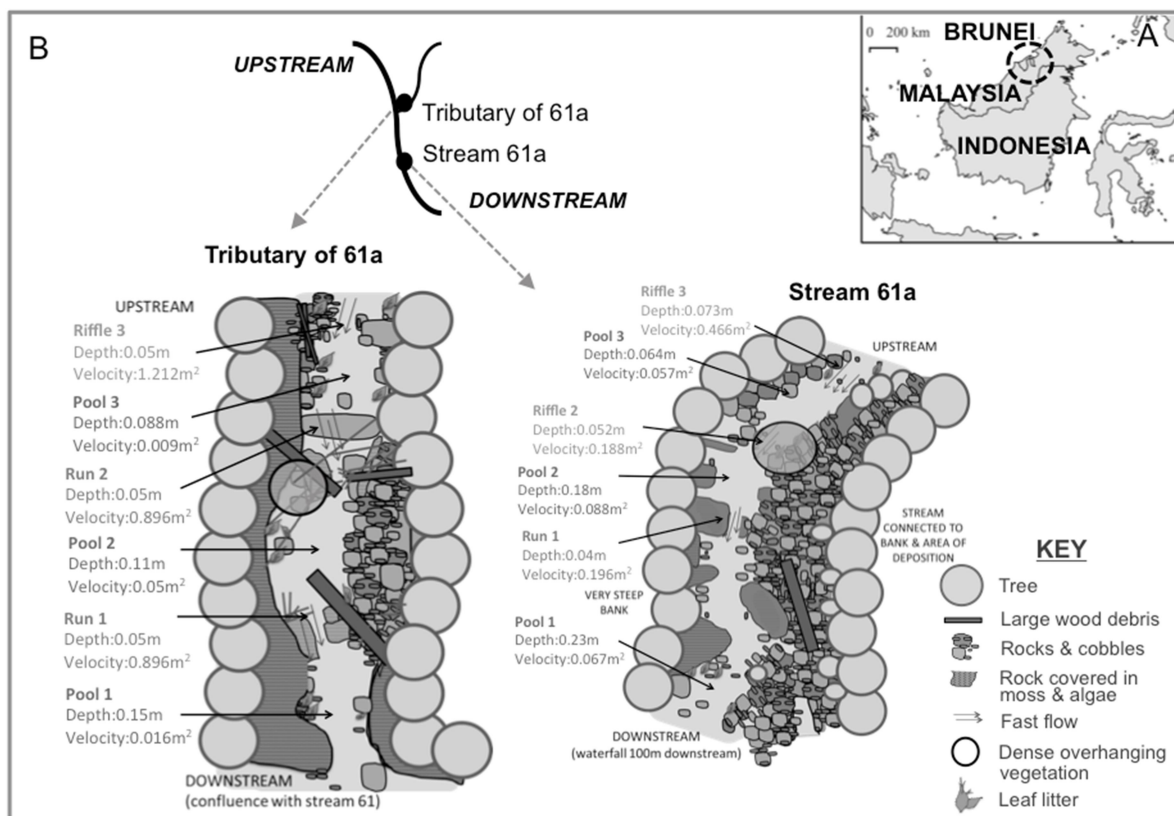 B
UPSTREAM
Tributary of 61a
Stream 61a
DOWNSTREAM
A
0 200 km
BRUNEI
MALAYSIA
INDONESIA
Tributary of 61a
UPSTREAM
Riffle 3
Depth:0.05m
Velocity:1.212m²
Pool 3
Depth:0.088m
Velocity:0.009m²
Run 2
Depth:0.05m
Velocity:0.896m²
Pool 2
Depth:0.11m
Velocity:0.05m²
Run 1
Depth:0.05m
Velocity:0.896m²
Pool 1
Depth:0.15m
Velocity:0.016m²
DOWNSTREAM
(confluence with stream 61)
Stream 61a
Riffle 3
Depth:0.073m
Velocity:0.466m²
UPSTREAM
Pool 3
Depth:0.064m
Velocity:0.057m²
Riffle 2
Depth:0.052m
Velocity:0.188m²
Pool 2
Depth:0.18m
Velocity:0.088m²
Run 1
Depth:0.04m
Velocity:0.196m²
VERY STEEP
BANK
Pool 1
Depth:0.23m
Velocity:0.067m²
STREAM
CONNECTED TO
BANK & AREA OF
DEPOSITION
DOWNSTREAM
(waterfall 100m downstream)
KEY
Tree
Large wood debris
Rocks & cobbles
Rock covered in
moss & algae
Fast flow
Dense overhanging
vegetation
Leaf litter